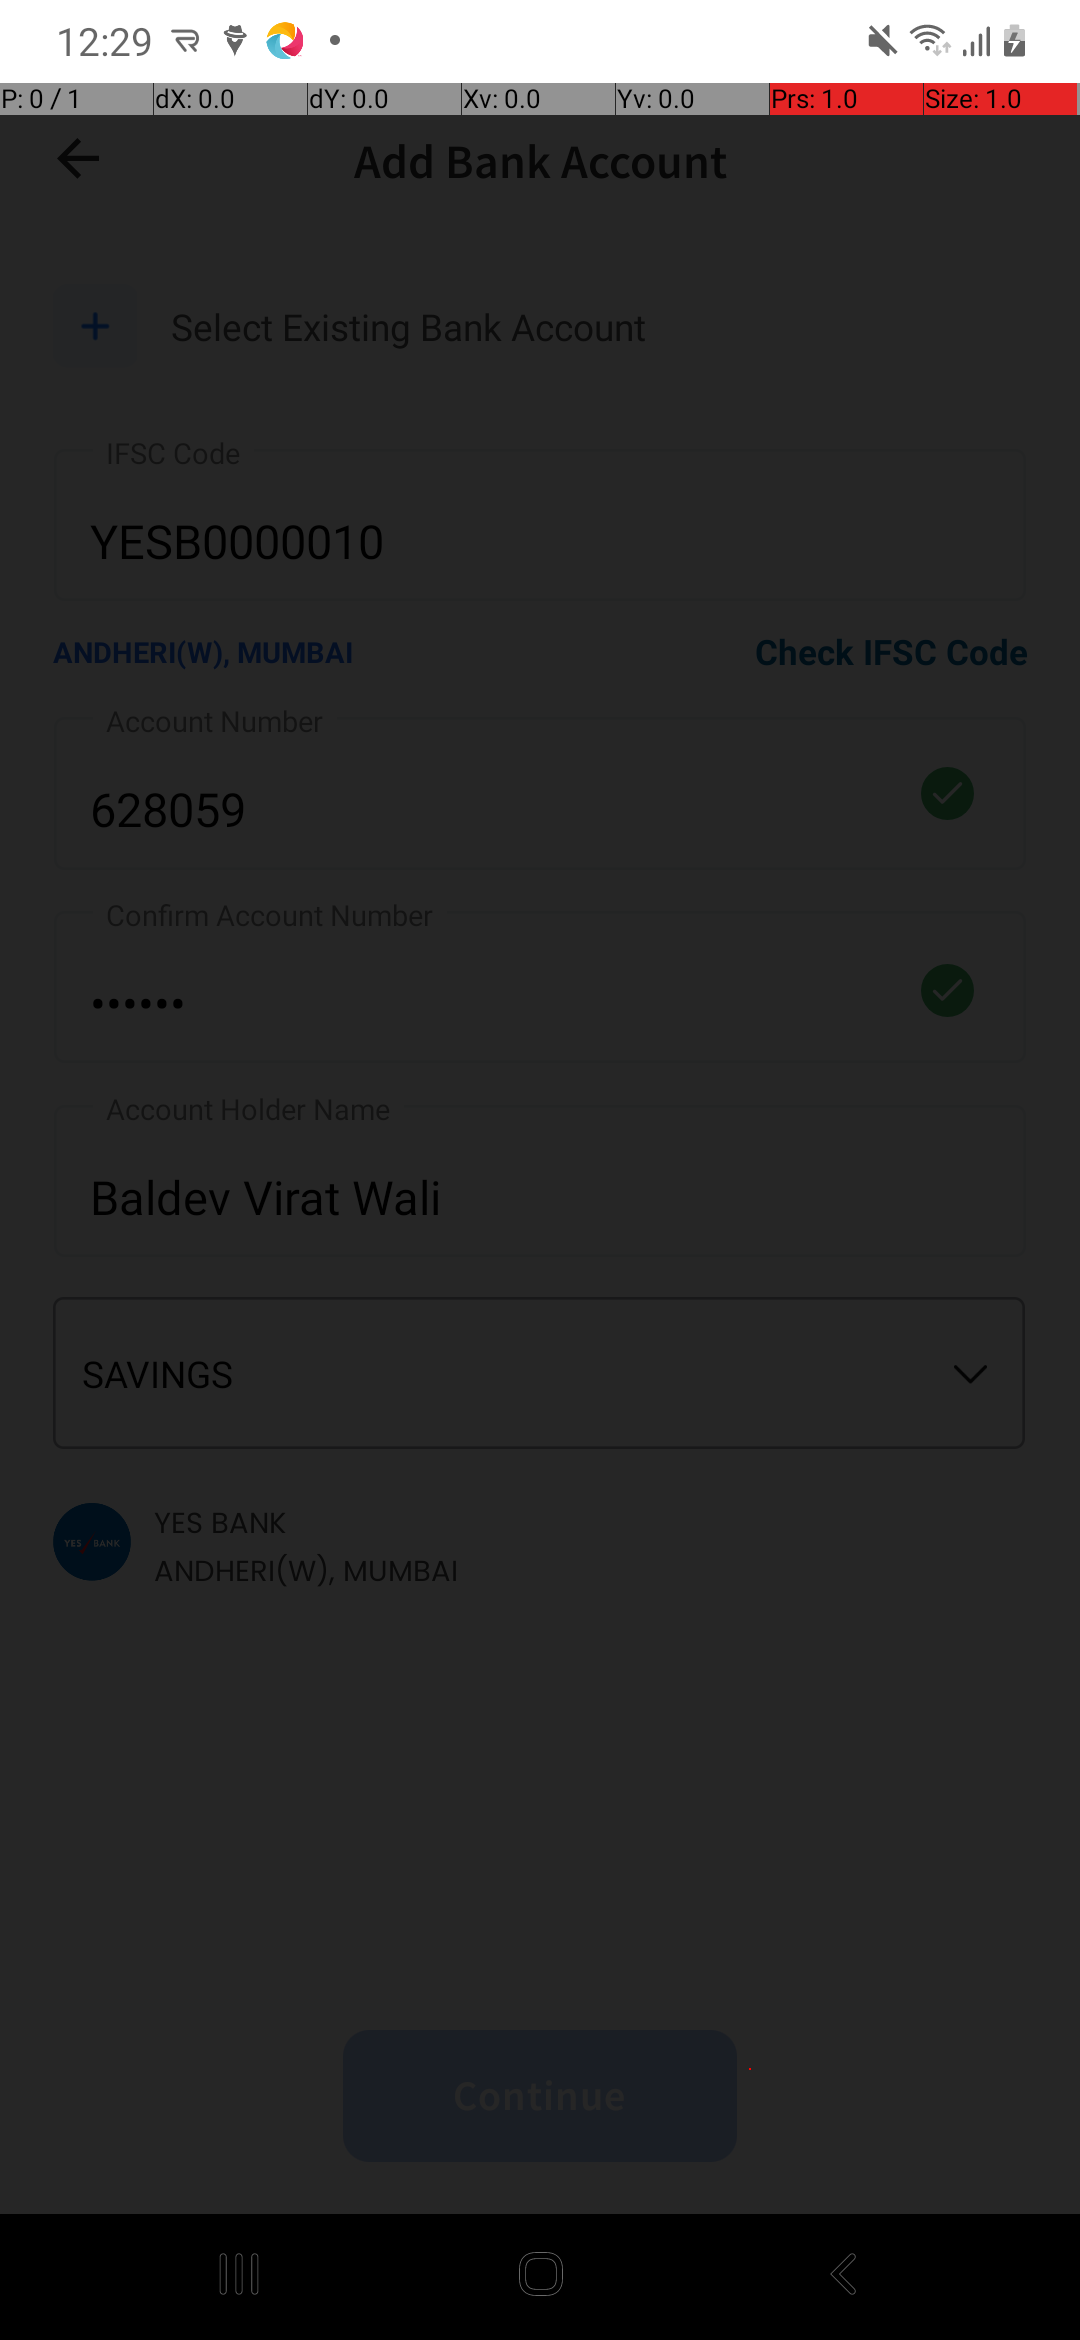 12:29
P: 0 / 1 dX: 0.0 dY: 0.0 Xv: 0.0 Yv: 0.0 Prs: 1.0 Size: 1.0
Add Bank Account
Select Existing Bank Account
IFSC Code
YESB0000010
ANDHERI(W), MUMBAI Check IFSC Code
Account Number
628059
Confirm Account Number
••••••
Account Holder Name
Baldev Virat Wali
SAVINGS
YES BANK
YES BANK
ANDHERI(W), MUMBAI
Continue